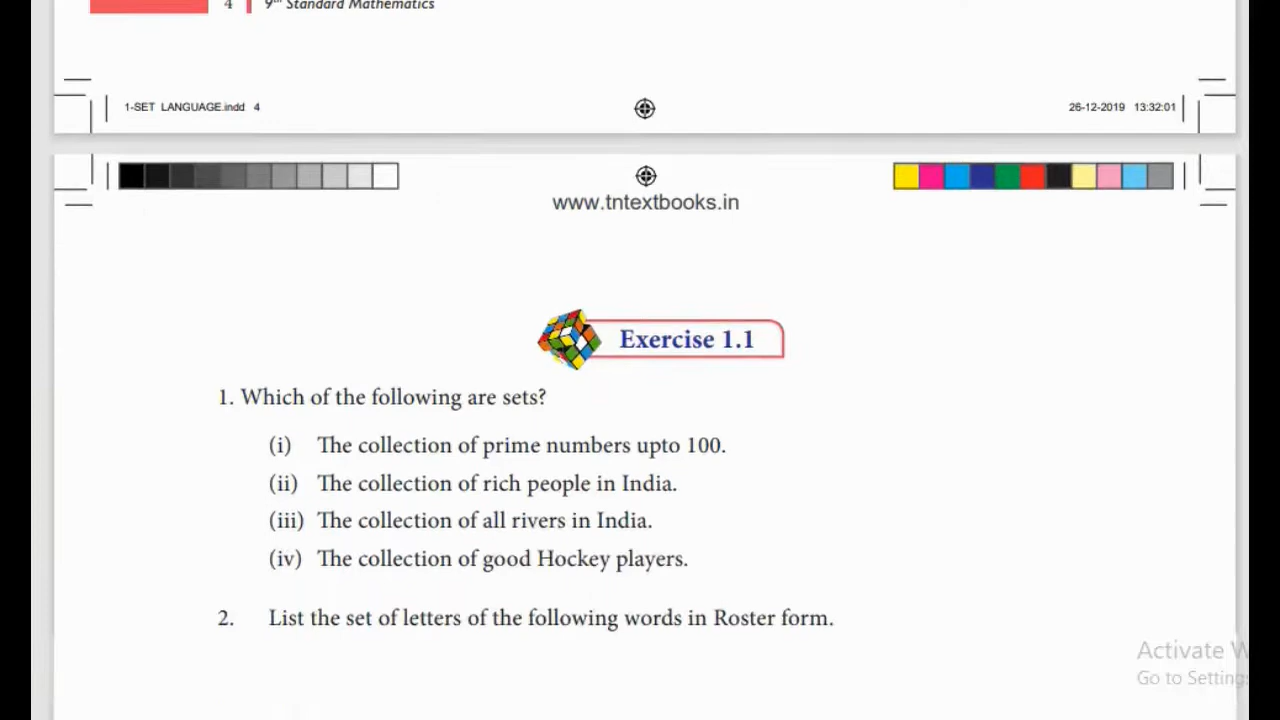 4 9th Standard Mathematics
1-SET LANGUAGE.indd 4
26-12-2019 13:32:01
www.tntextbooks.in
Exercise 1.1
1. Which of the following are sets?
(i) The collection of prime numbers upto 100.
(ii) The collection of rich people in India.
(iii) The collection of all rivers in India.
(iv) The collection of good Hockey players.
2. List the set of letters of the following words in Roster form.
Activate W
Go to Settings